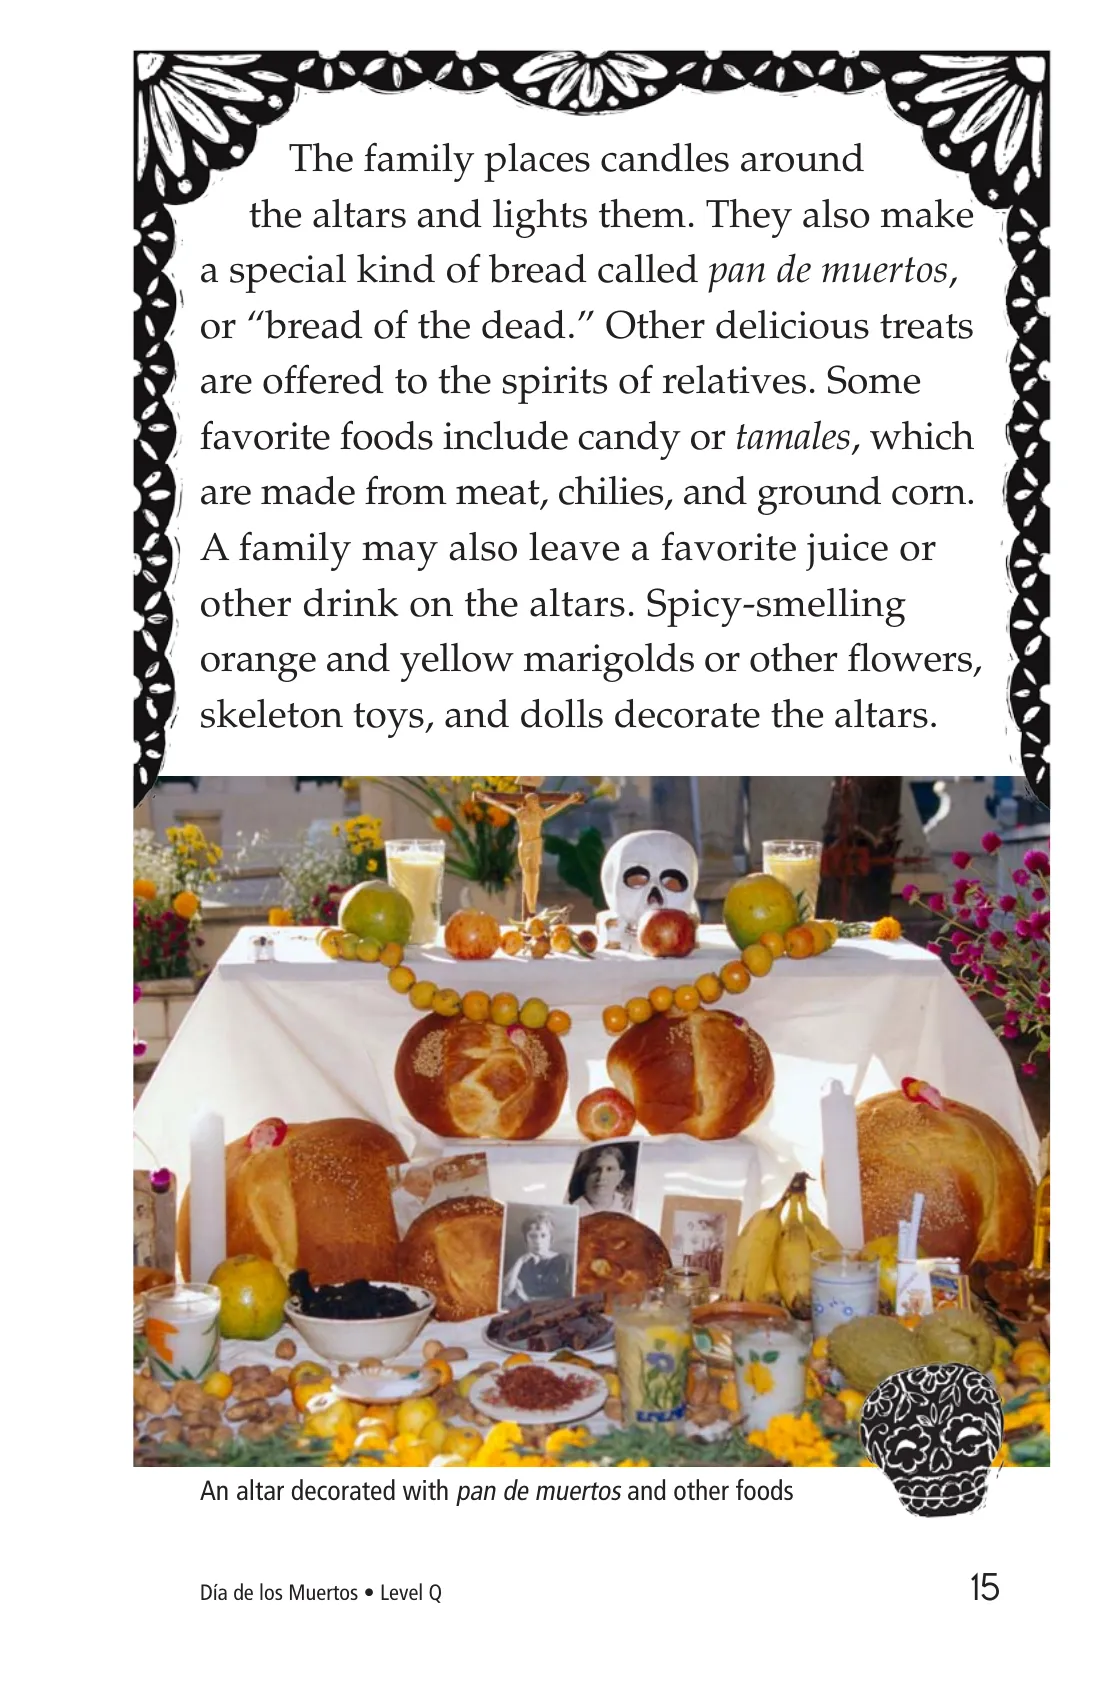 The family places candles around
the altars and lights them. They also make
a special kind of bread called pan de muertos,
or “bread of the dead.” Other delicious treats
are offered to the spirits of relatives. Some
favorite foods include candy or tamales, which
are made from meat, chilies, and ground corn.
A family may also leave a favorite juice or
other drink on the altars. Spicy-smelling
orange and yellow marigolds or other flowers,
skeleton toys, and dolls decorate the altars.
An altar decorated with pan de muertos and other foods
Día de los Muertos • Level Q
15